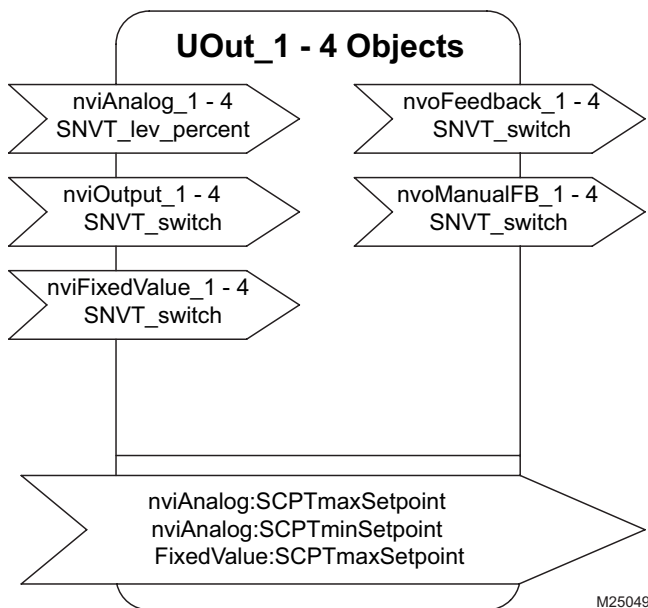 UOut_1 - 4 Objects
nviAnalog_1 - 4
SNVT_lev_percent
nvoFeedback_1 - 4
SNVT_switch
nviOutput_1 - 4
SNVT_switch
nvoManualFB_1 - 4
SNVT_switch
nviFixedValue_1 - 4
SNVT_switch
nviAnalog:SCPTmaxSetpoint
nviAnalog:SCPTminSetpoint
FixedValue:SCPTmaxSetpoint
M25049